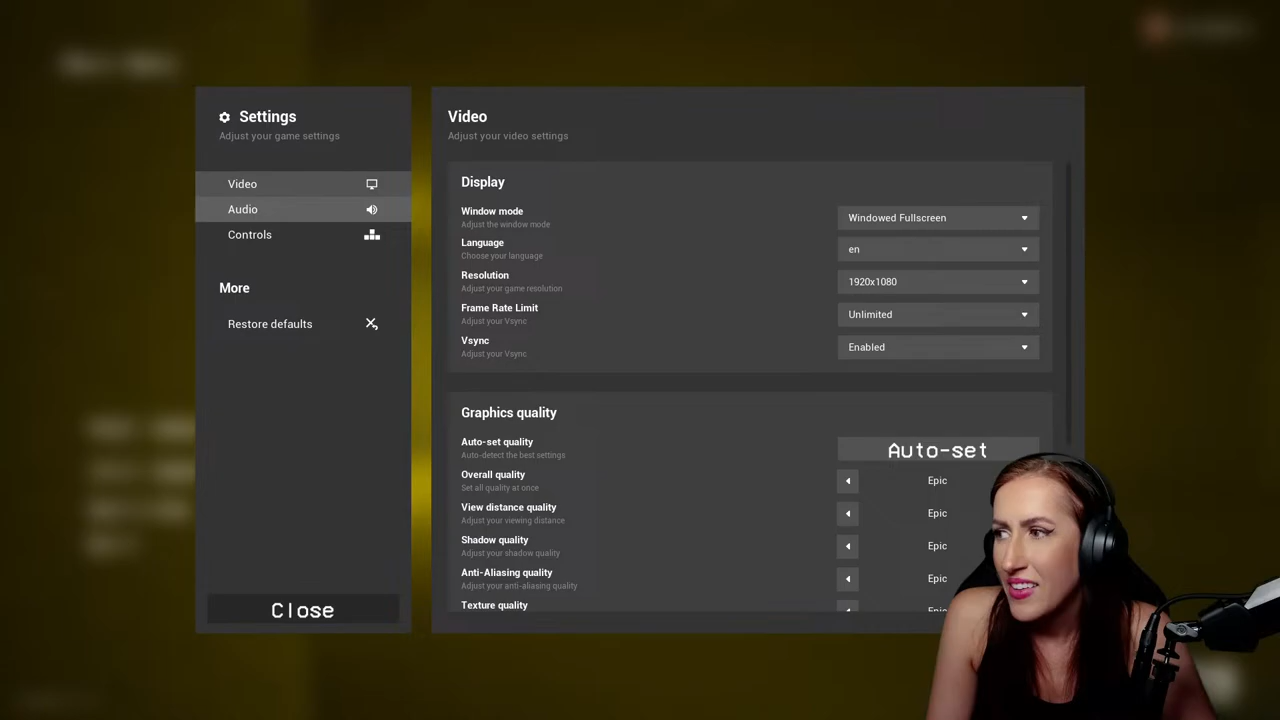 Settings
Adjust your game settings
Video
Audio
Controls
More
Restore defaults
Close
Video
Adjust your video settings
Display
Window mode
Adjust the window mode
Windowed Fullscreen
Language
Choose your language
en
Resolution
Adjust your game resolution
1920x1080
Frame Rate Limit
Adjust your Vsync
Unlimited
Vsync
Adjust your Vsync
Enabled
Graphics quality
Auto-set quality
Auto-detect the best settings
Auto-set
Overall quality
Set all quality at once
Epic
View distance quality
Adjust your viewing distance
Epic
Shadow quality
Adjust your shadow quality
Epic
Anti-Aliasing quality
Adjust your anti-aliasing quality
Epic
Texture quality
Epic